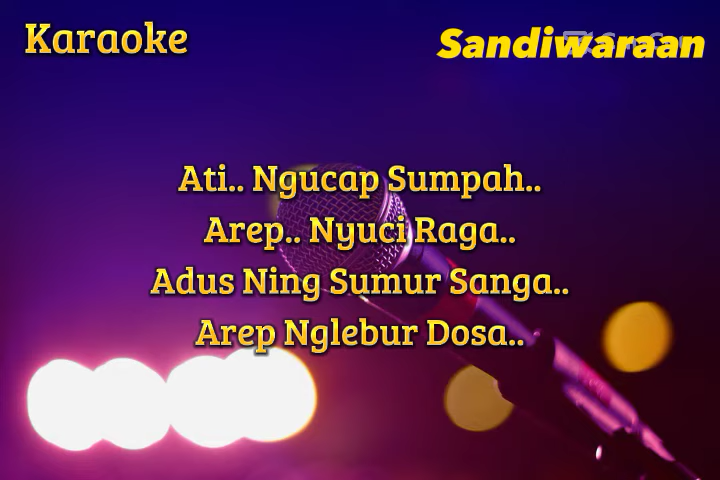 Karaoke
Sandiwaraan
Ati.. Ngucap Sumpah..
Arep.. Nyuci Raga..
Adus Ning Sumur Sanga..
Arep Nglebur Dosa..